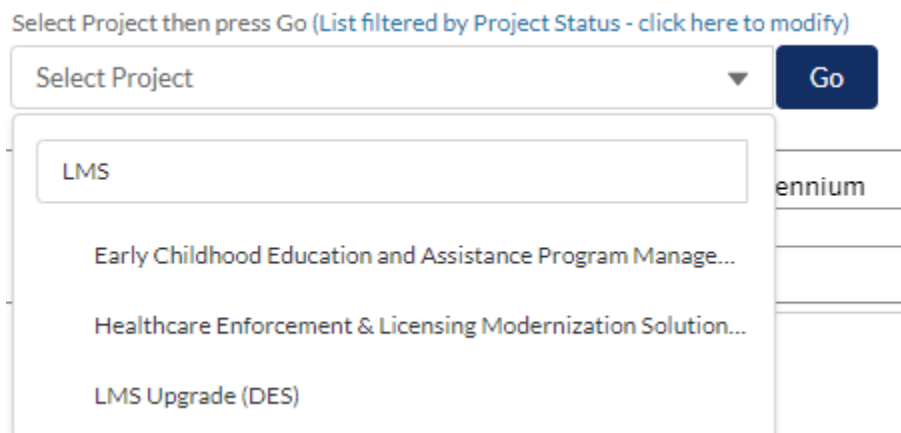 Select Project then press Go (List filtered by Project Status - click here to modify)
Select Project
Go
LMS
ennium
Early Childhood Education and Assistance Program Manage...
Healthcare Enforcement & Licensing Modernization Solution...
LMS Upgrade (DES)